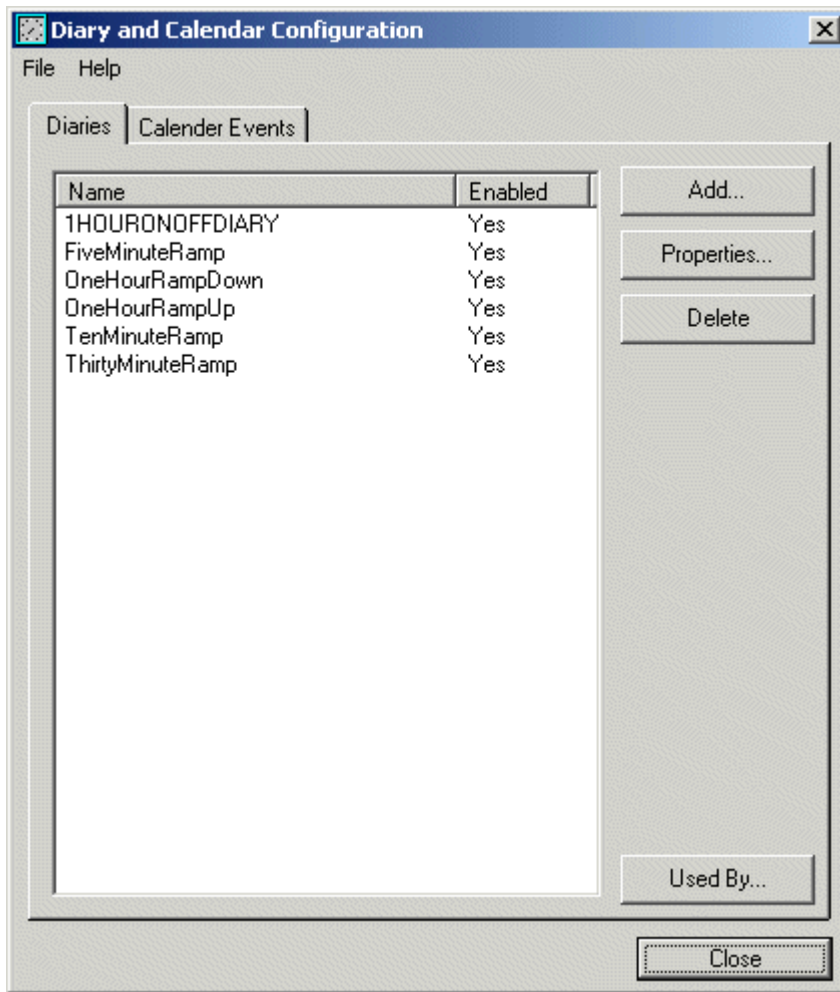 Diary and Calendar Configuration
File Help
Diaries Calender Events
Name Enabled
1HOURONOFFDIARY Yes
FiveMinuteRamp Yes
OneHourRampDown Yes
OneHourRampUp Yes
TenMinuteRamp Yes
ThirtyMinuteRamp Yes
Add...
Properties...
Delete
Used By...
Close